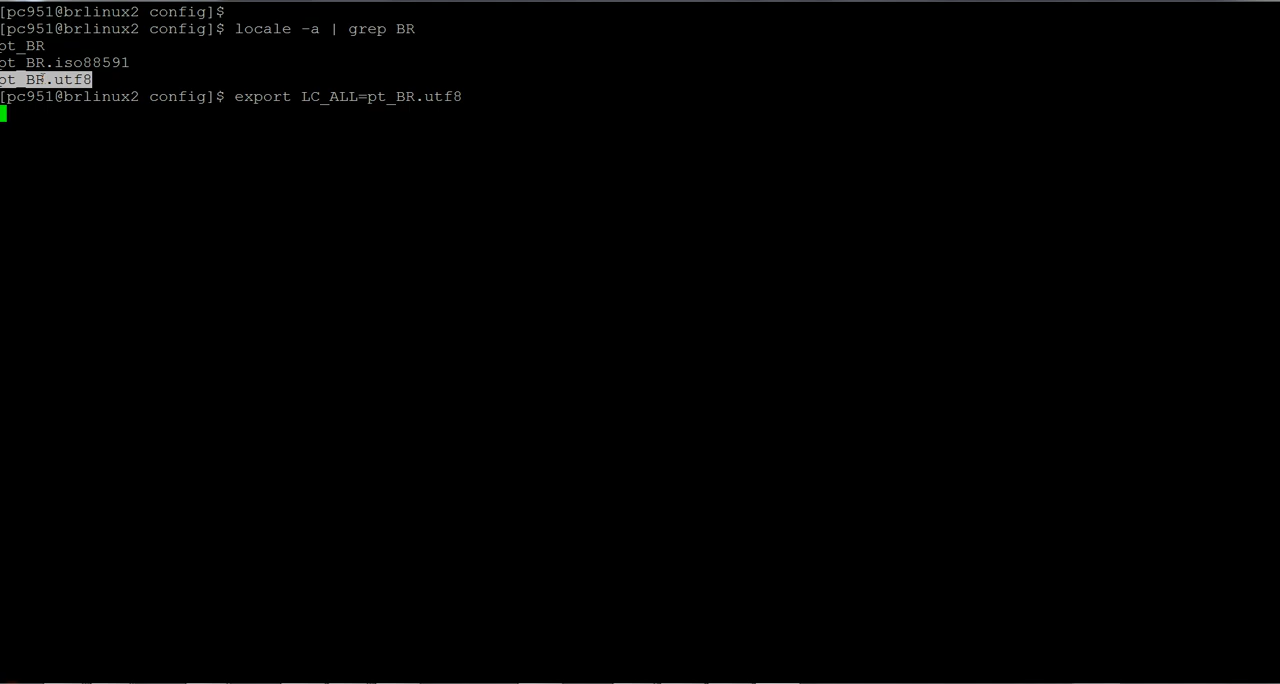 [pc951@brlinux2 config]$
[pc951@brlinux2 config]$ locale -a | grep BR
pt_BR
pt_BR.iso88591
pt_BR.utf8
[pc951@brlinux2 config]$ export LC_ALL=pt_BR.utf8